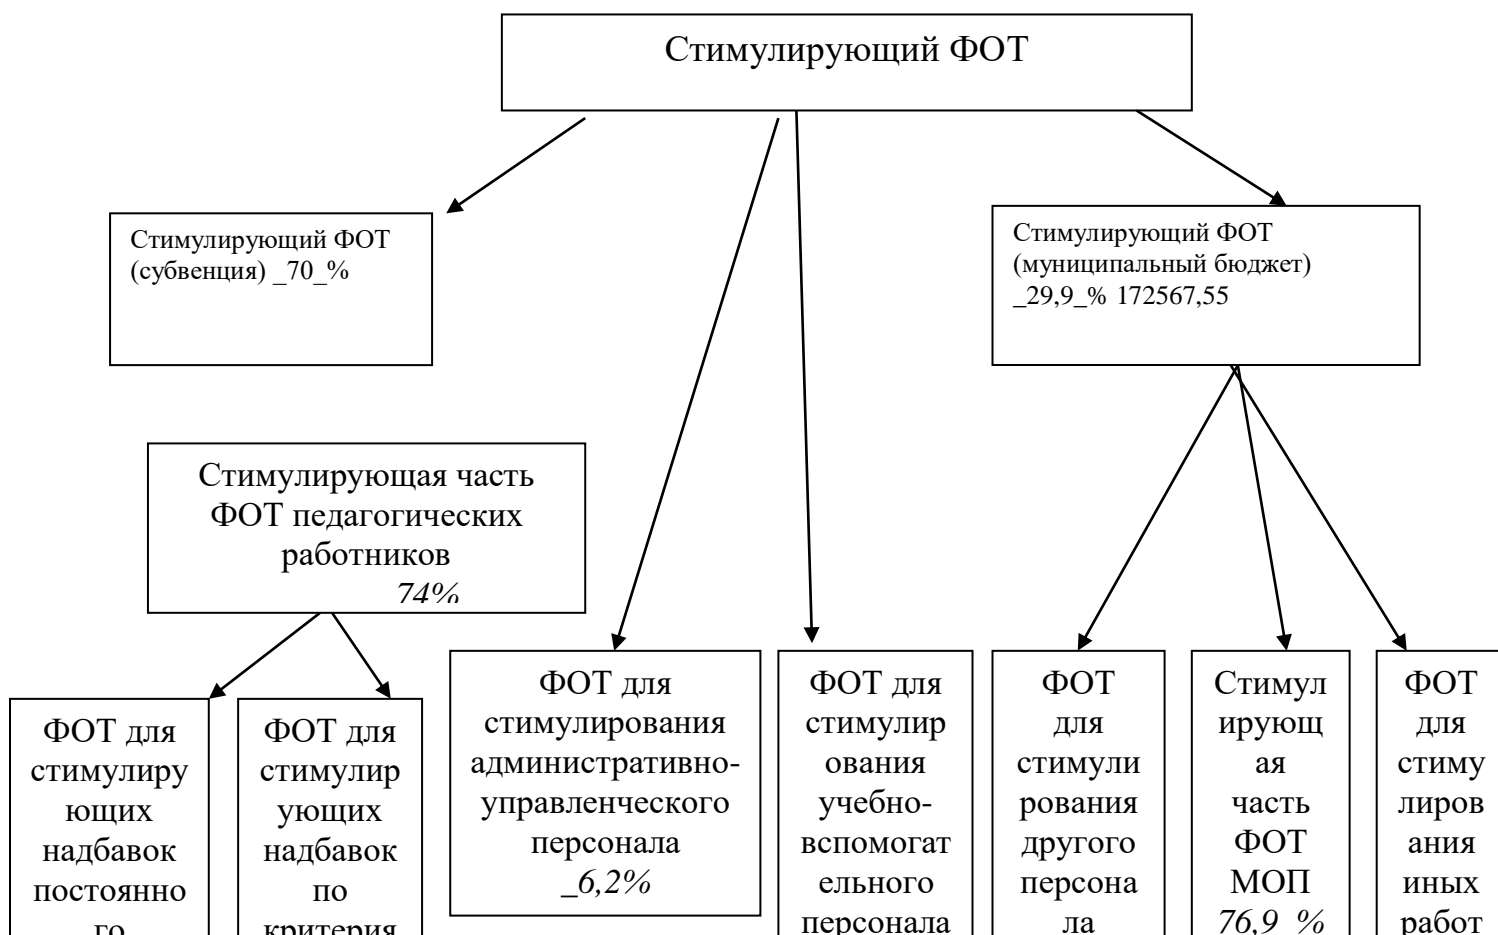 Стимулирующий ФОТ
Стимулирующий ФОТ
(субвенция) _70_%
Стимулирующий ФОТ
(муниципальный бюджет)
_29,9_% 172567,55
Стимулирующая часть
ФОТ педагогических
работников
74%
ФОТ для
стимулиру
ющих
надбавок
постоянно
го
ФОТ для
стимулир
ующих
надбавок
по
критерия
ФОТ для
стимулирования
административно-
управленческого
персонала
_6,2%
ФОТ для
стимулир
ования
учебно-
вспомогат
ельного
персонала
ФОТ
для
стимули
рования
другого
персона
ла
Стимул
ирующ
ая
часть
ФОТ
МОП
76,9_%
ФОТ
для
стиму
лиров
ания
иных
работ